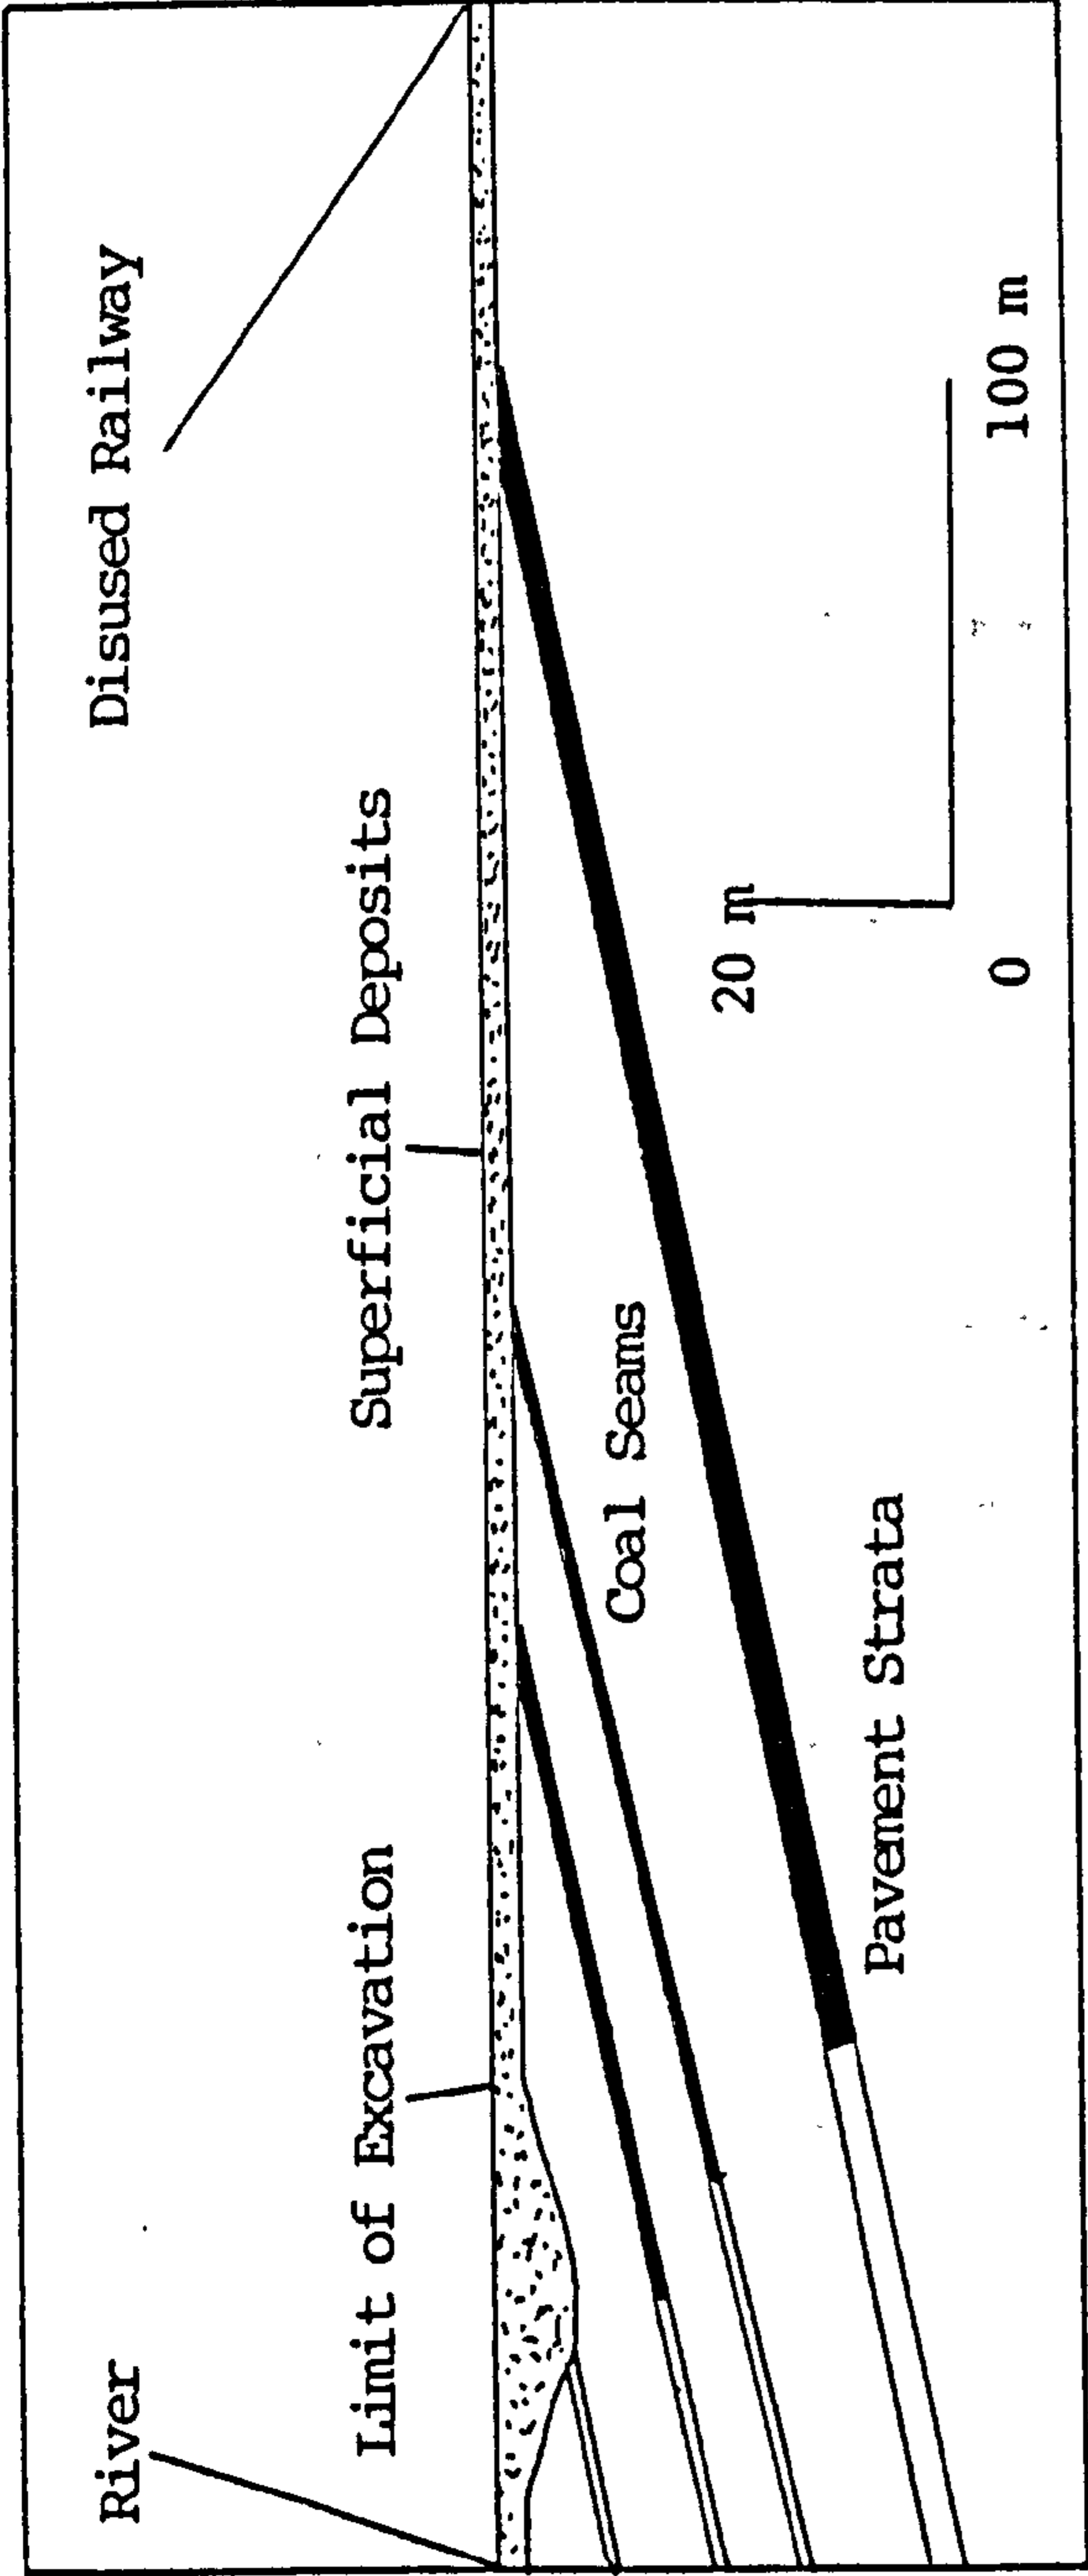 River
Disused Railway
Limit of Excavation
Superficial Deposits
Coal Seams
20 m
Pavement Strata
0
100 m